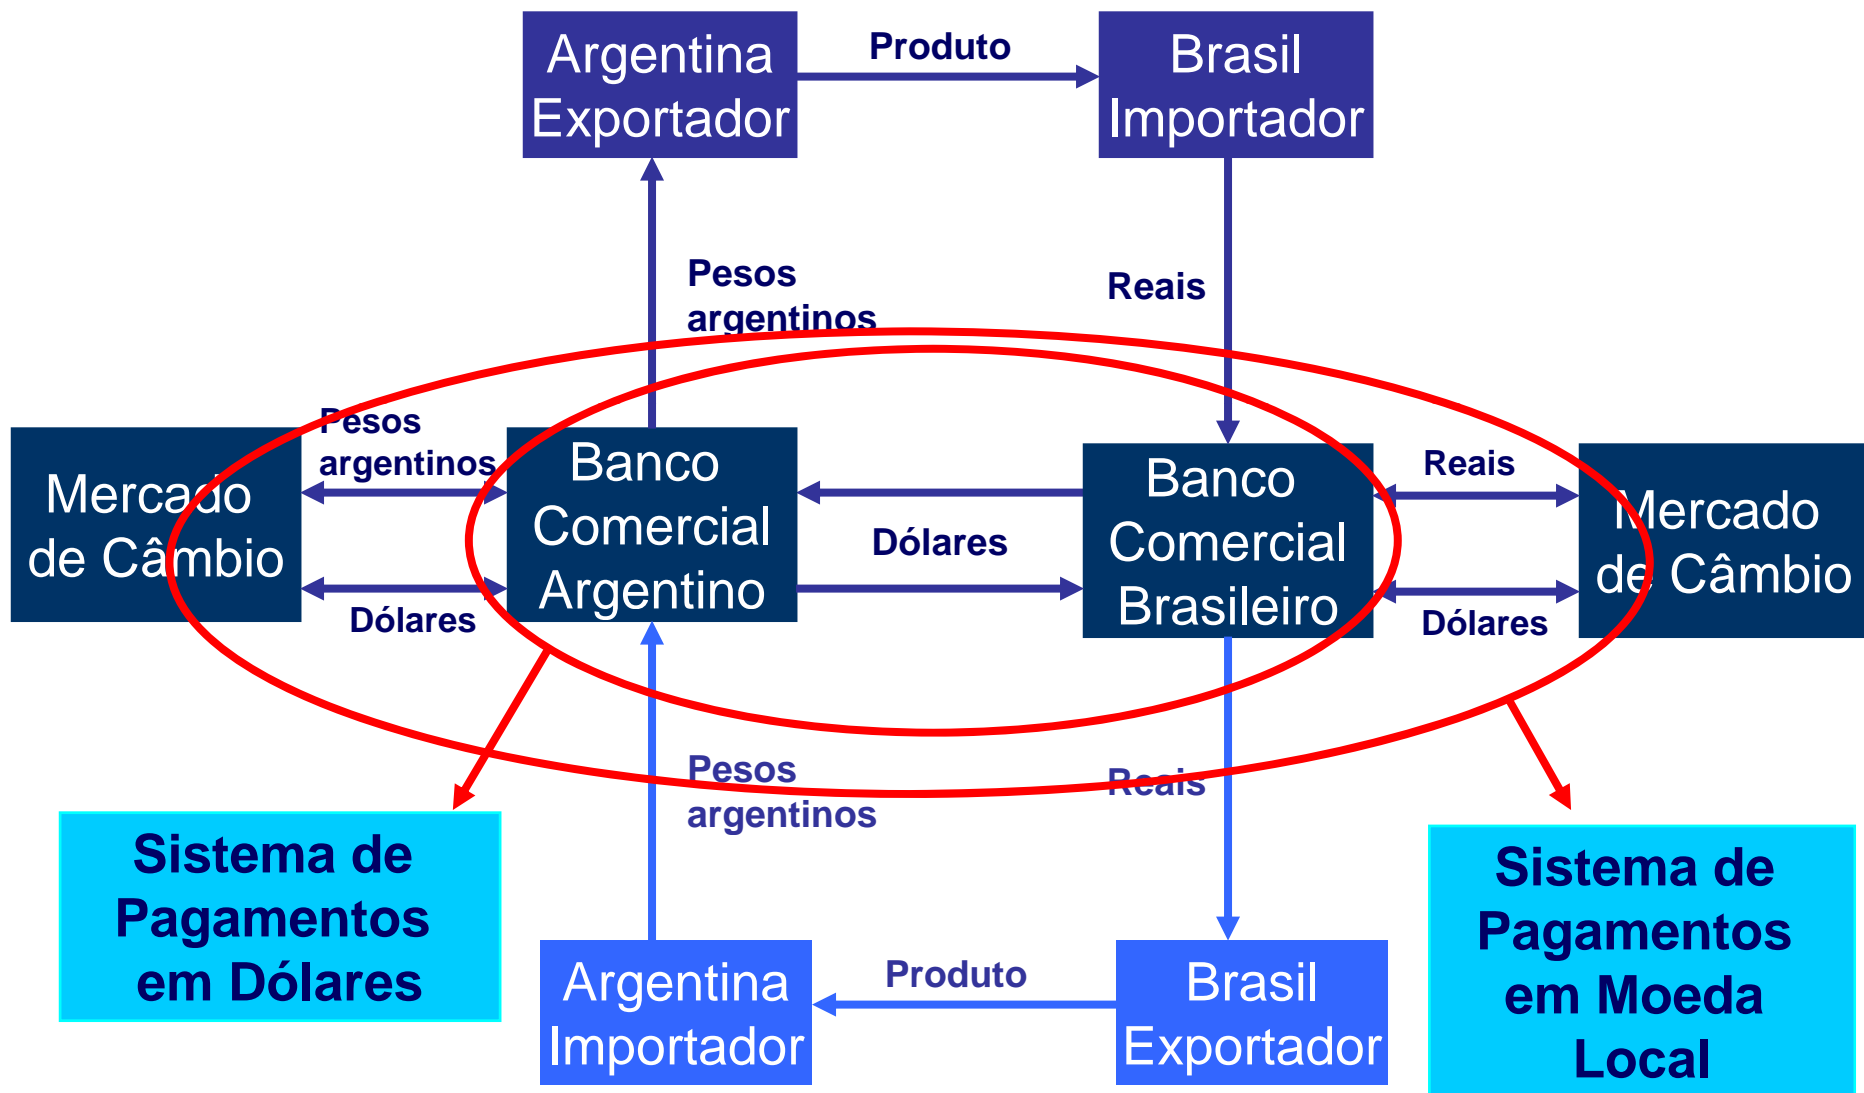 Argentina
Exportador
Produto
Brasil
Importador
Pesos
argentinos
Reais
Mercado
de Câmbio
Pesos
argentinos
Dólares
Banco
Comercial
Argentino
Dólares
Banco
Comercial
Brasileiro
Reais
Dólares
Mercado
de Câmbio
Pesos
argentinos
Reais
Sistema de
Pagamentos
em Dólares
Argentina
Importador
Produto
Brasil
Exportador
Sistema de
Pagamentos
em Moeda
Local